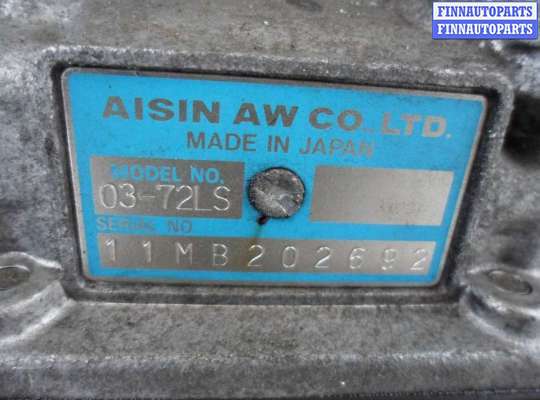 FINNAUTOPARTS
FINNAUTOPARTS
AISIN AW CO., LTD.
MADE IN JAPAN
MODEL NO.
03-72LS
SERIAL NO
11MB202692